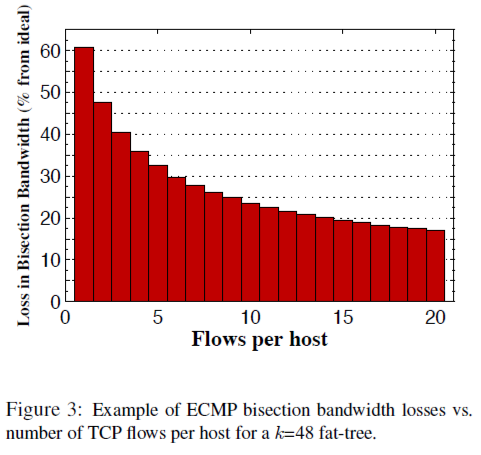 Loss in Bisection Bandwidth (% from ideal)
60
50
40
30
20
10
0
0 5 10 15 20
Flows per host
Figure 3: Example of ECMP bisection bandwidth losses vs.
number of TCP flows per host for a k=48 fat-tree.